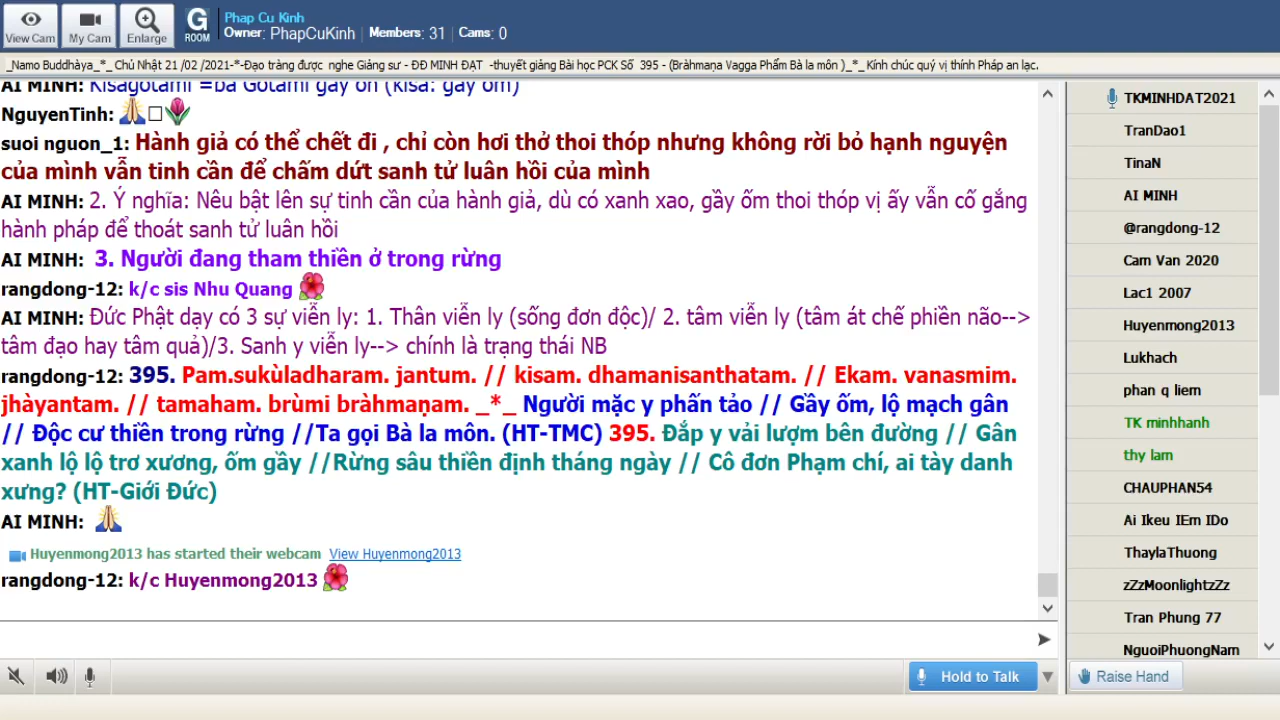 View Cam
My Cam
Enlarge
G
ROOM
Phap Cu Kinh
Owner: PhapCuKinh | Members: 31 | Cams: 0
_Namo Buddhàya_*_ Chủ Nhật 21 /02 /2021-*-Đạo tràng được nghe Giảng sư - ĐĐ MINH ĐẠT -thuyết giảng Bài học PCK Số 395 - (Bràhmaṇa Vagga Phẩm Bà la môn )_*_ Kính chúc quý vị thính Pháp an lạc.
AI MINH: Kisàgotamì =bà Gotamì gầy ốn (kisa: gầy ốm)
NguyenTinh:
suoi nguon_1: Hành giả có thể chết đi , chỉ còn hơi thở thoi thóp nhưng không rời bỏ hạnh nguyện
của mình vẫn tinh cần để chấm dứt sanh tử luân hồi của mình
AI MINH: 2. Ý nghĩa: Nêu bật lên sự tinh cần của hành giả, dù có xanh xao, gầy ốm thoi thóp vị ấy vẫn cố gắng
hành pháp để thoát sanh tử luân hồi
AI MINH: 3. Người đang tham thiền ở trong rừng
rangdong-12: k/c sis Nhu Quang
AI MINH: Đức Phật dạy có 3 sự viễn ly: 1. Thân viễn ly (sống đơn độc)/ 2. tâm viễn ly (tâm át chế phiền não-->
tâm đạo hay tâm quả)/3. Sanh y viễn ly--> chính là trạng thái NB
rangdong-12: 395. Pam.sukùladharam. jantum. // kisam. dhamanisanthatam. // Ekam. vanasmim.
jhàyantam. // tamaham. brùmi bràhmaṇam. _*_ Người mặc y phấn tảo // Gầy ốm, lộ mạch gân
// Độc cư thiền trong rừng //Ta gọi Bà la môn. (HT-TMC) 395. Đắp y vải lượm bên đường // Gân
xanh lộ lộ trơ xương, ốm gầy //Rừng sâu thiền định tháng ngày // Cô đơn Phạm chí, ai tày danh
xưng? (HT-Giới Đức)
AI MINH:
Huyenmong2013 has started their webcam View Huyenmong2013
rangdong-12: k/c Huyenmong2013
Hold to Talk
TKMINHDAT2021
TranDao1
TinaN
AI MINH
@rangdong-12
Cam Van 2020
Lac1 2007
Huyenmong2013
Lukhach
phan q liem
TK minhhanh
thy lam
CHAUPHAN54
Ai Ikeu IEm IDo
ThaylaThuong
zZzMoonlightzZz
Tran Phung 77
NguoiPhuongNam
Raise Hand